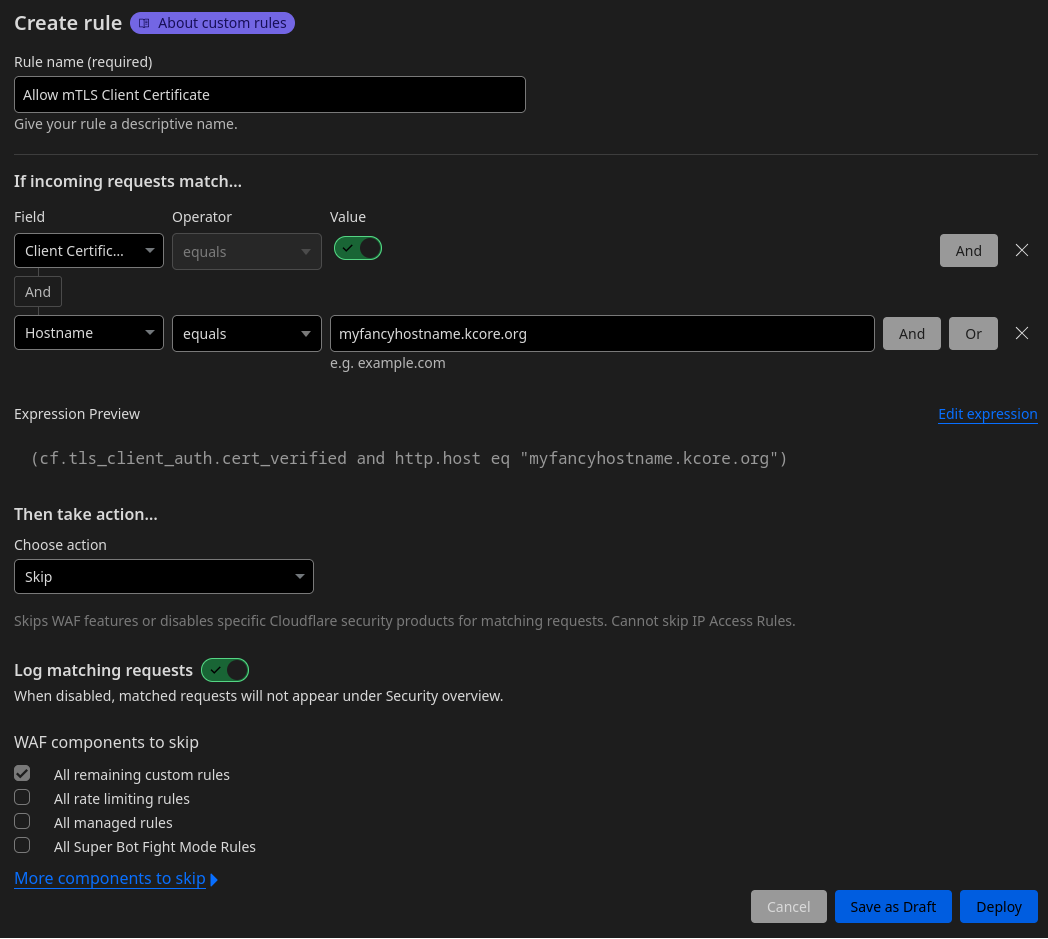 Create rule About custom rules
Rule name (required)
Allow mTLS Client Certificate
Give your rule a descriptive name.
If incoming requests match...
Field Operator Value
Client Certific... equals And
And
Hostname equals myfancyhostname.kcore.org And Or
e.g. example.com
Expression Preview Edit expression
(cf.tls_client_auth.cert_verified and http.host eq "myfancyhostname.kcore.org")
Then take action...
Choose action
Skip
Skips WAF features or disables specific Cloudflare security products for matching requests. Cannot skip IP Access Rules.
Log matching requests
When disabled, matched requests will not appear under Security overview.
WAF components to skip
All remaining custom rules
All rate limiting rules
All managed rules
All Super Bot Fight Mode Rules
More components to skip
Cancel Save as Draft Deploy